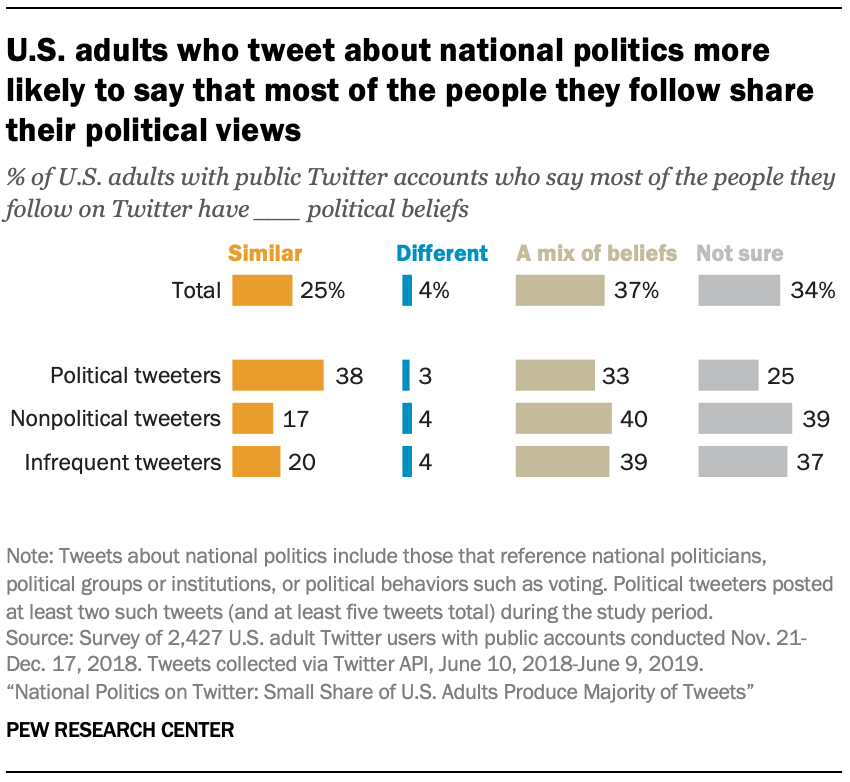 U.S. adults who tweet about national politics more
likely to say that most of the people they follow share
their political views
% of U.S. adults with public Twitter accounts who say most of the people they
follow on Twitter have ___ political beliefs
Similar Different A mix of beliefs Not sure
Total 25% 4% 37% 34%
Political tweeters 38 3 33 25
Nonpolitical tweeters 17 4 40 39
Infrequent tweeters 20 4 39 37
Note: Tweets about national politics include those that reference national politicians,
political groups or institutions, or political behaviors such as voting. Political tweeters posted
at least two such tweets (and at least five tweets total) during the study period.
Source: Survey of 2,427 U.S. adult Twitter users with public accounts conducted Nov. 21-
Dec. 17, 2018. Tweets collected via Twitter API, June 10, 2018-June 9, 2019.
“National Politics on Twitter: Small Share of U.S. Adults Produce Majority of Tweets”
PEW RESEARCH CENTER